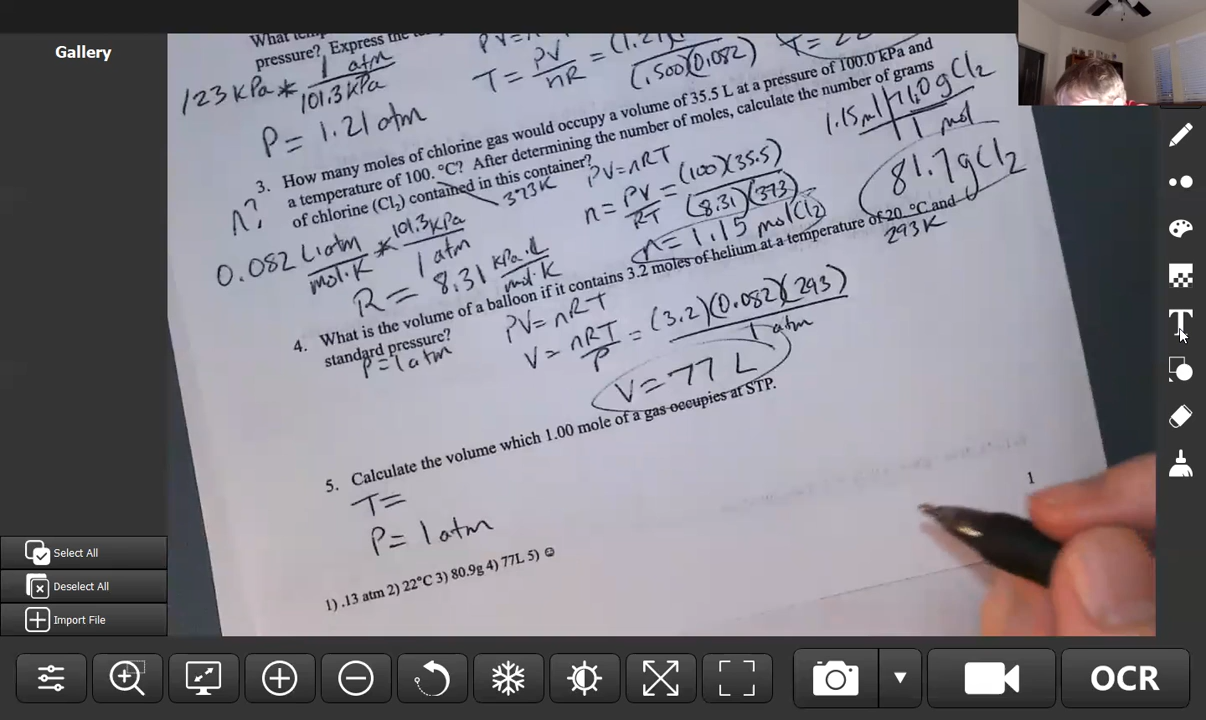 Gallery
pressure? Express the
PV=n
123 kPa * 1 atm / 101.3 kPa
T = PV / nR = (1.21)( / (.500)(0.082)
T = 22
P = 1.21 atm
3. How many moles of chlorine gas would occupy a volume of 35.5 L at a pressure of 100.0 kPa and
a temperature of 100. °C? After determining the number of moles, calculate the number of grams
of chlorine (Cl2) contained in this container?
373K
n?
PV=nRT
n = PV / RT = (100)(35.5) / (8.31)(373)
n = 1.15 mol Cl2
1.15 mol | 71.0 g Cl2 / 1 mol
81.7 g Cl2
0.082 L·atm / mol·K * 101.3 kPa / 1 atm
R = 8.31 kPa·L / mol·K
4. What is the volume of a balloon if it contains 3.2 moles of helium at a temperature of 20. °C and
standard pressure?
293K
P = 1 atm
PV = nRT
V = nRT / P = (3.2)(0.082)(293) / 1 atm
V = 77 L
5. Calculate the volume which 1.00 mole of a gas occupies at STP.
T=
P = 1 atm
1
1) .13 atm 2) 22°C 3) 80.9g 4) 77L 5) ☺
Select All
Deselect All
Import File
T
OCR